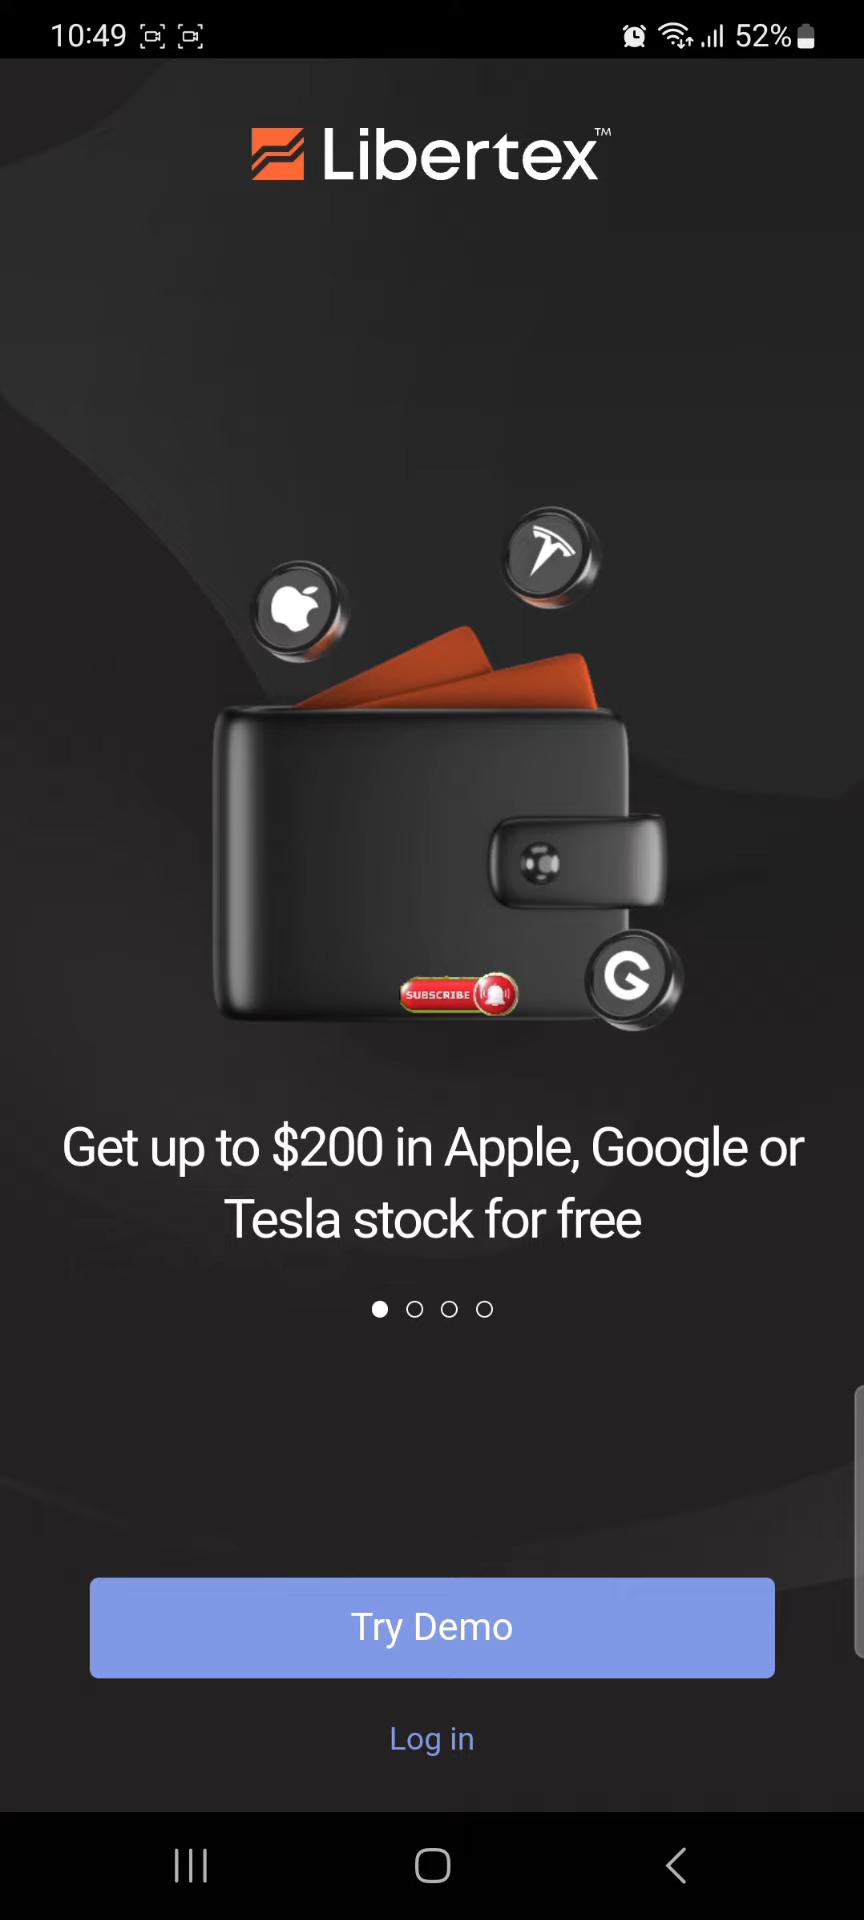 10:49
52%
Libertex™
SUBSCRIBE
G
Get up to $200 in Apple, Google or
Tesla stock for free
Try Demo
Log in